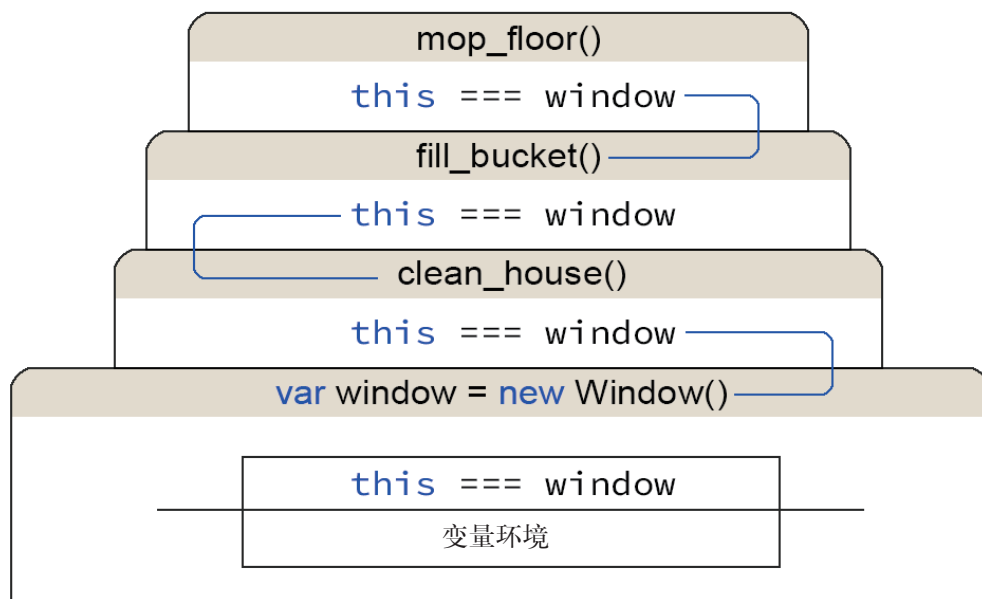 mop_floor()
this === window
fill_bucket()
this === window
clean_house()
this === window
var window = new Window()
this === window
变量环境